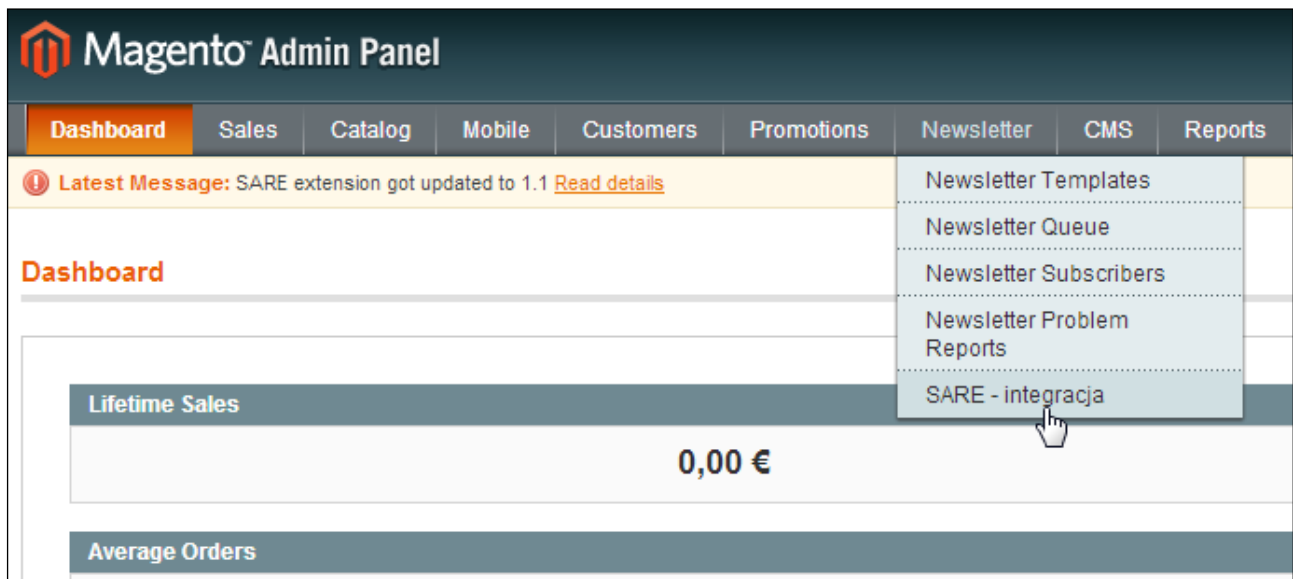 Magento™ Admin Panel
Dashboard Sales Catalog Mobile Customers Promotions Newsletter CMS Reports
Latest Message: SARE extension got updated to 1.1 Read details
Newsletter Templates
Newsletter Queue
Newsletter Subscribers
Newsletter Problem
Reports
SARE - integracja
Dashboard
Lifetime Sales
0,00 €
Average Orders